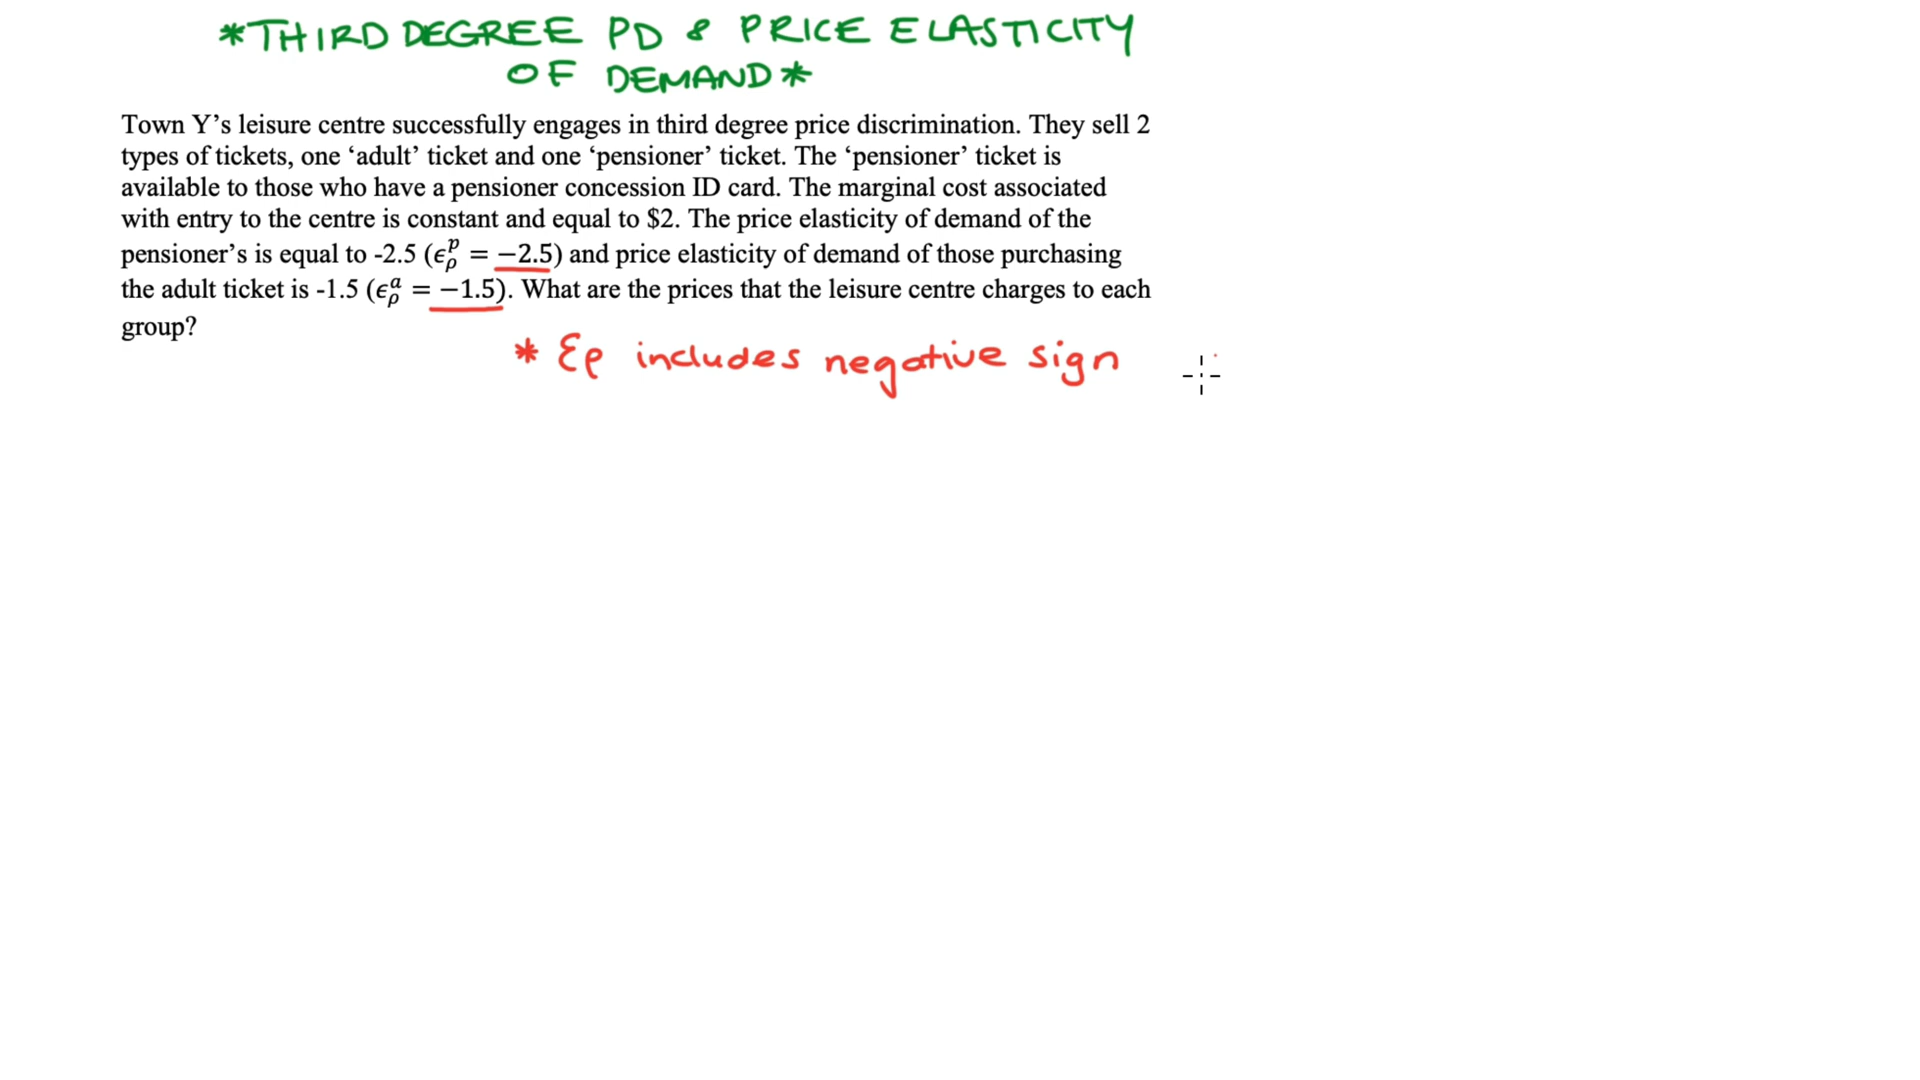 *THIRD DEGREE PD & PRICE ELASTICITY
OF DEMAND*
Town Y’s leisure centre successfully engages in third degree price discrimination. They sell 2
types of tickets, one ‘adult’ ticket and one ‘pensioner’ ticket. The ‘pensioner’ ticket is
available to those who have a pensioner concession ID card. The marginal cost associated
with entry to the centre is constant and equal to $2. The price elasticity of demand of the
pensioner’s is equal to -2.5 (ϵₚᵖ = −2.5) and price elasticity of demand of those purchasing
the adult ticket is -1.5 (ϵₚᵃ = −1.5). What are the prices that the leisure centre charges to each
group?
* Ɛp includes negative sign